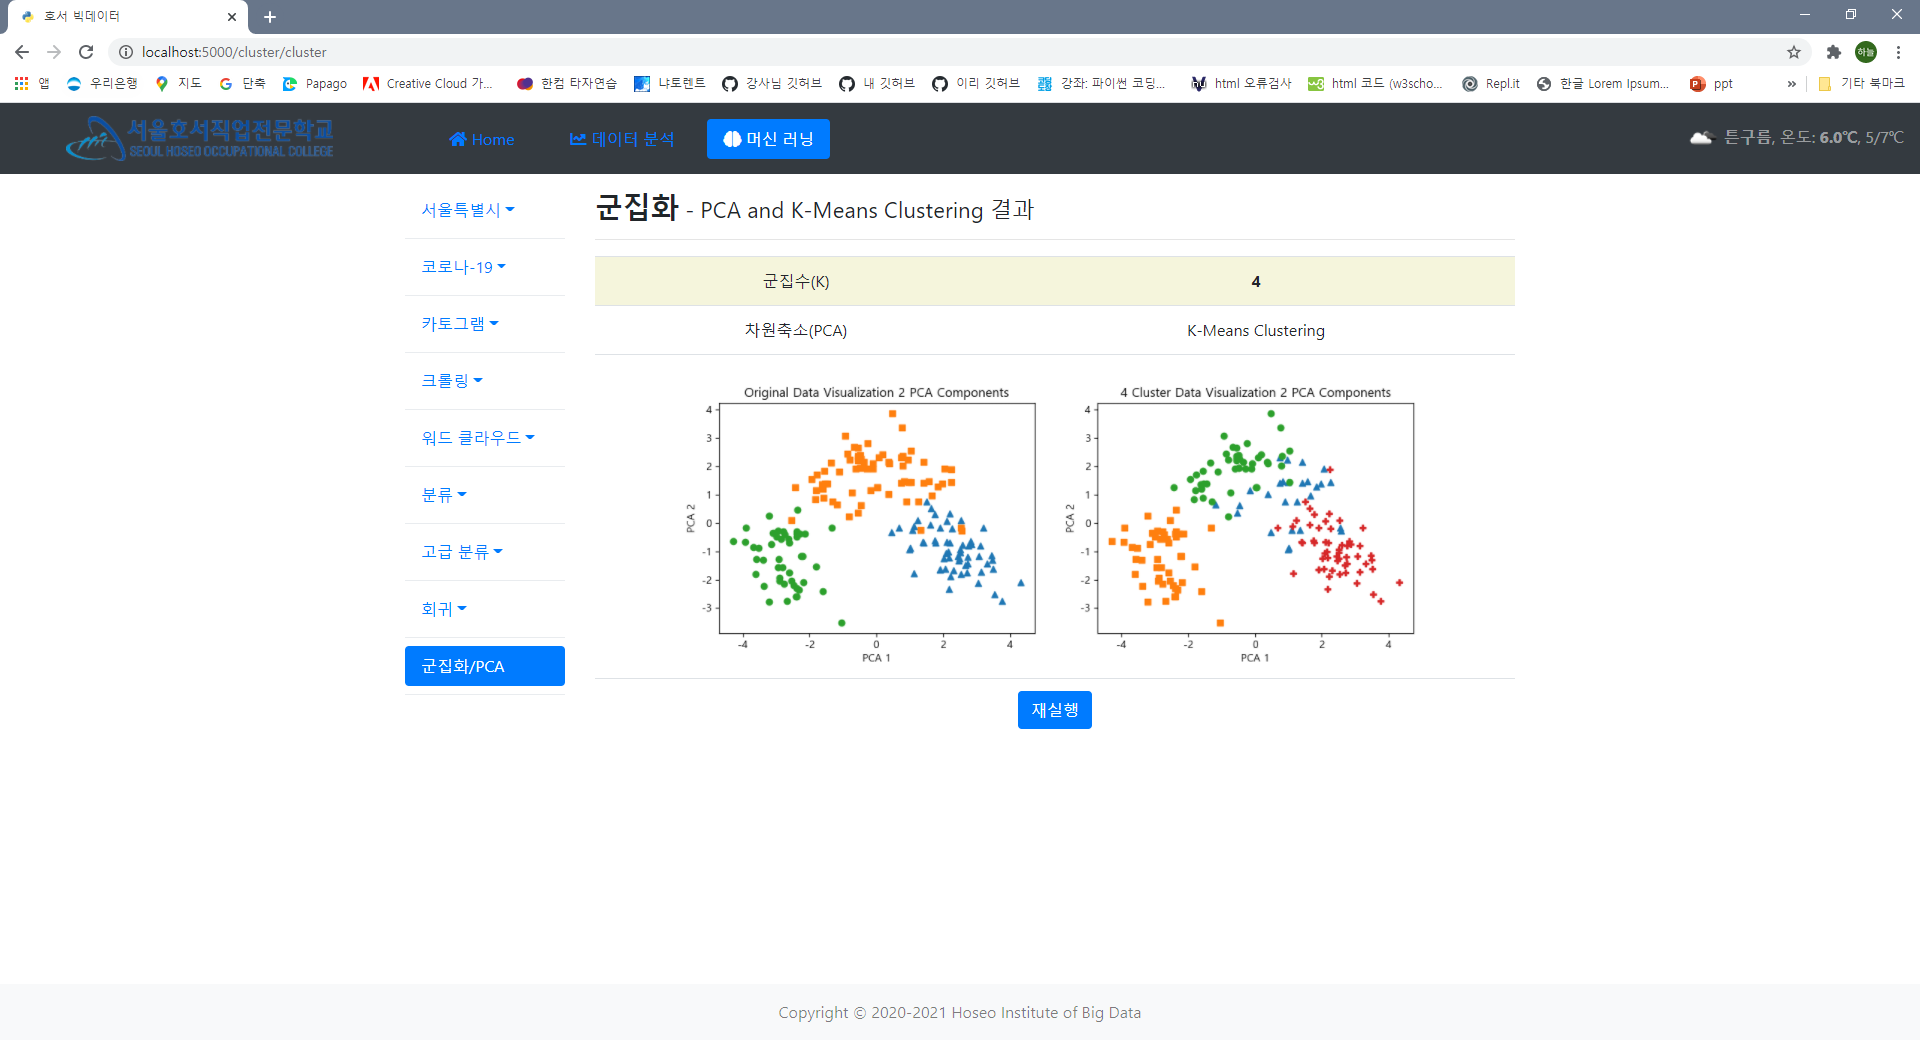 호서 빅데이터
localhost:5000/cluster/cluster
하늘
앱 우리은행 지도 단축 Papago Creative Cloud 가... 한컴 타자연습 냐토렌트 강사님 깃허브 내 깃허브 이리 깃허브 강좌: 파이썬 코딩... html 오류검사 html 코드 (w3scho... Repl.it 한글 Lorem Ipsum... ppt » 기타 북마크
서울호서직업전문학교
SEOUL HOSEO OCCUPATIONAL COLLEGE
Home 데이터 분석 머신 러닝
튼구름, 온도: 6.0℃, 5/7℃
서울특별시
코로나-19
카토그램
크롤링
워드 클라우드
분류
고급 분류
회귀
군집화/PCA
군집화 - PCA and K-Means Clustering 결과
군집수(K) 4
차원축소(PCA) K-Means Clustering
Original Data Visualization 2 PCA Components
4
3
2
1
0
-1
-2
-3
PCA 2
-4 -2 0 2 4
PCA 1
4 Cluster Data Visualization 2 PCA Components
4
3
2
1
0
-1
-2
-3
PCA 2
-4 -2 0 2 4
PCA 1
재실행
Copyright © 2020-2021 Hoseo Institute of Big Data